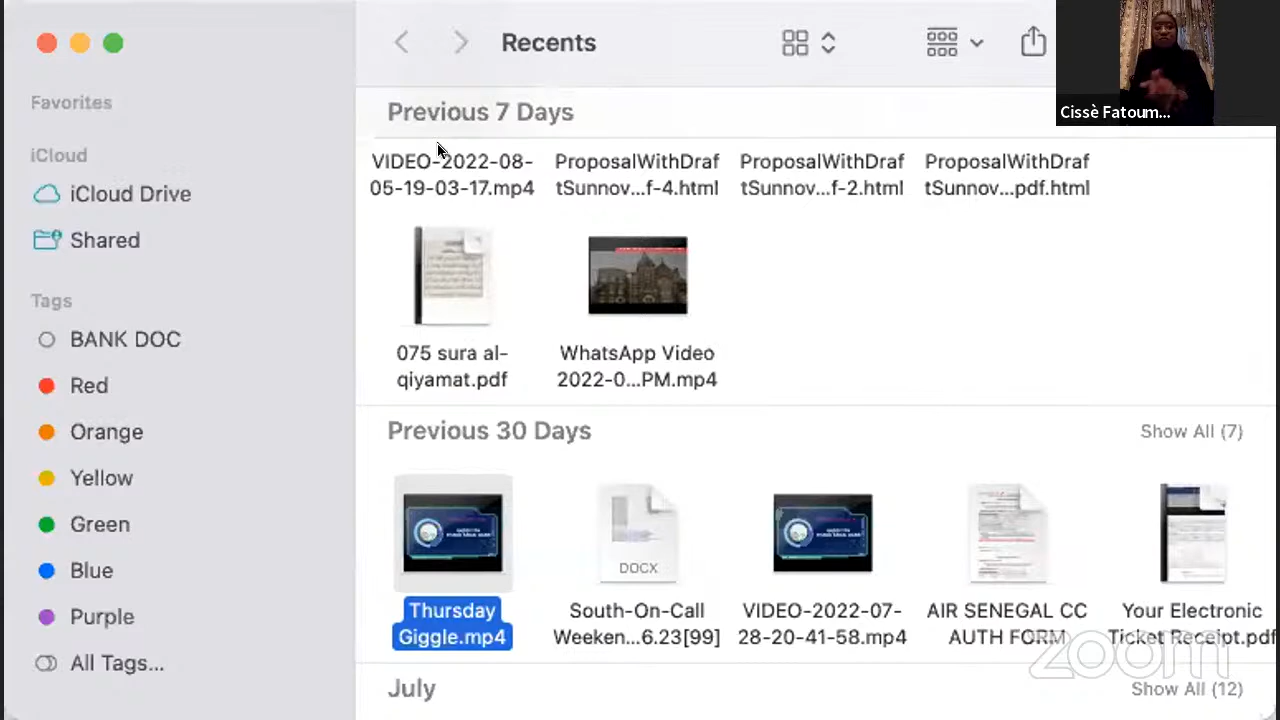 Recents
Cissè Fatoum...
Favorites
iCloud
iCloud Drive
Shared
Tags
BANK DOC
Red
Orange
Yellow
Green
Blue
Purple
All Tags...
Previous 7 Days
VIDEO-2022-08-
05-19-03-17.mp4
ProposalWithDraf
tSunnov...f-4.html
ProposalWithDraf
tSunnov...f-2.html
ProposalWithDraf
tSunnov...pdf.html
075 sura al-
qiyamat.pdf
WhatsApp Video
2022-0...PM.mp4
Previous 30 Days
Show All (7)
DOCX
Thursday
Giggle.mp4
South-On-Call
Weeken...6.23[99]
VIDEO-2022-07-
28-20-41-58.mp4
AIR SENEGAL CC
AUTH FORM
Your Electronic
Ticket Receipt.pdf
zoom
July
Show All (12)